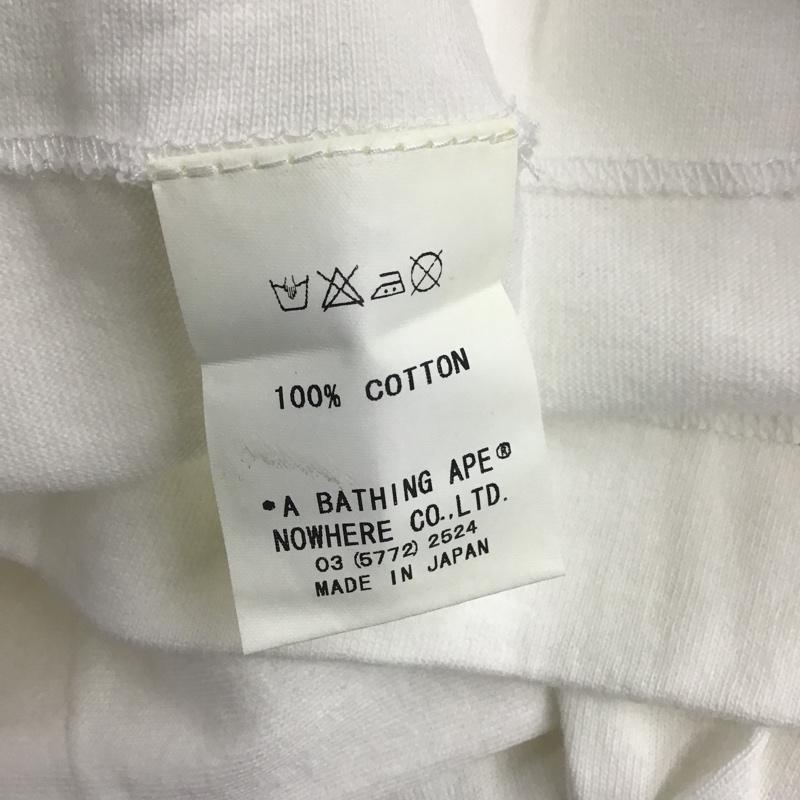 100% COTTON
*A BATHING APE®
NOWHERE CO.,LTD.
03 (5772) 2524
MADE IN JAPAN